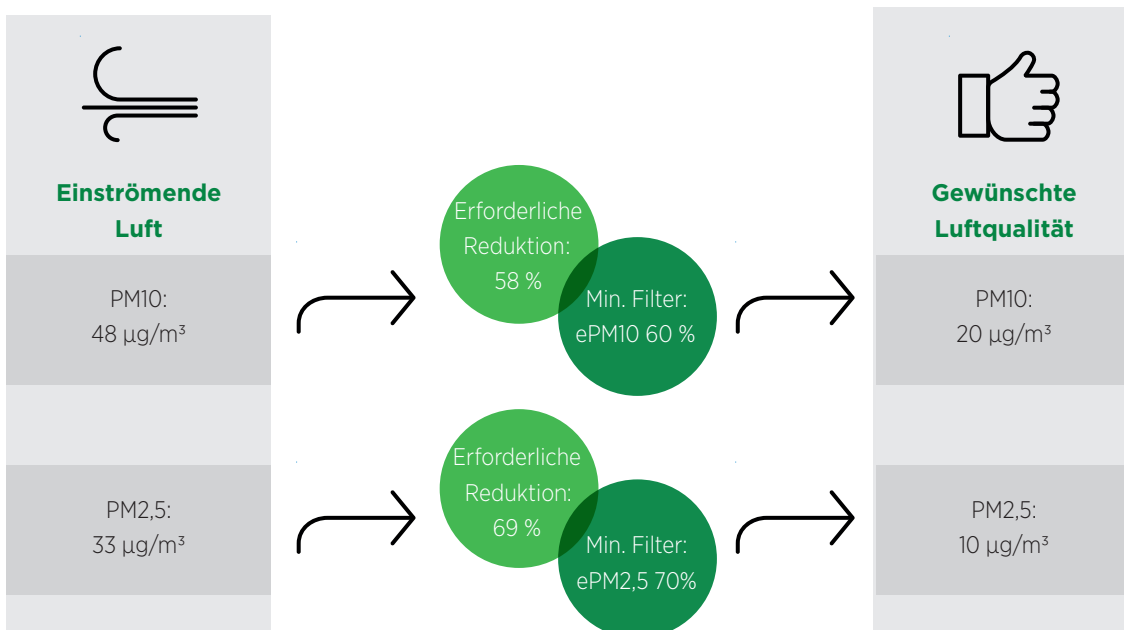 Einströmende
Luft
PM10:
48 µg/m³
PM2,5:
33 µg/m³
Erforderliche
Reduktion:
58 %
Min. Filter:
ePM10 60 %
Erforderliche
Reduktion:
69 %
Min. Filter:
ePM2,5 70%
Gewünschte
Luftqualität
PM10:
20 µg/m³
PM2,5:
10 µg/m³